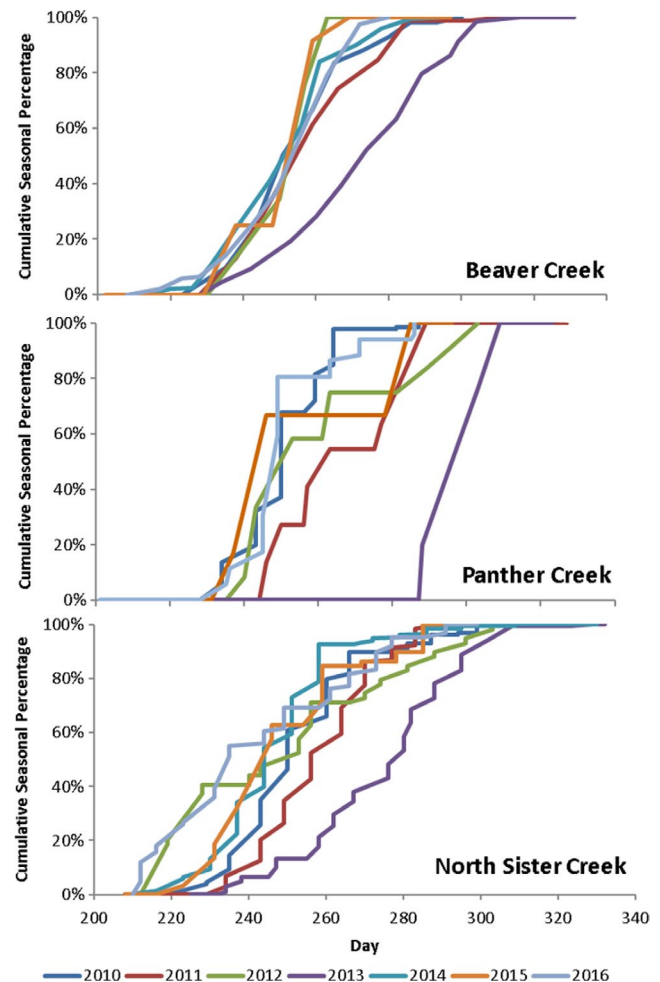 100%
80%
60%
40%
20%
0%
Cumulative Seasonal Percentage
Beaver Creek
100%
80%
60%
40%
20%
0%
Cumulative Seasonal Percentage
Panther Creek
100%
80%
60%
40%
20%
0%
Cumulative Seasonal Percentage
North Sister Creek
200 220 240 260 280 300 320 340
Day
2010 2011 2012 2013 2014 2015 2016